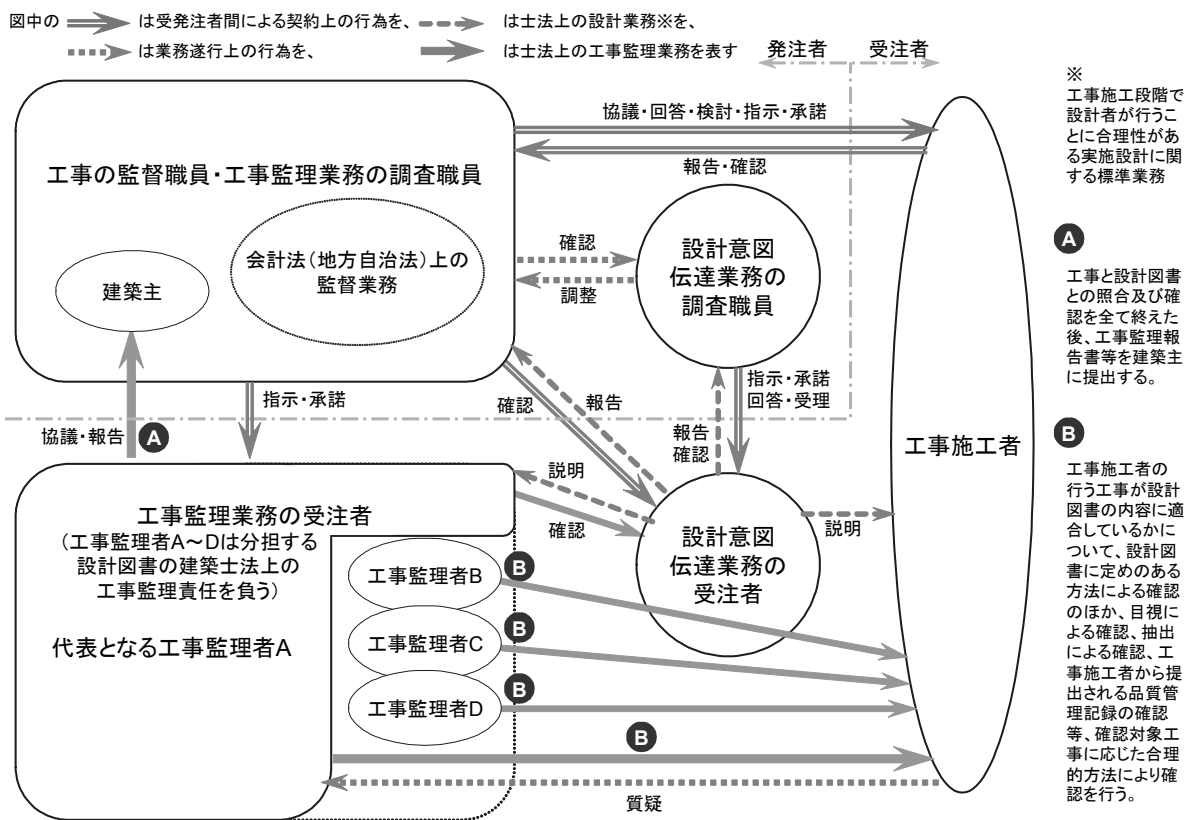 図中の は受発注者間による契約上の行為を、 は士法上の設計業務※を、
は業務遂行上の行為を、 は士法上の工事監理業務を表す
発注者 受注者
※
工事施工段階で
設計者が行うこ
とに合理性があ
る実施設計に関
する標準業務
A
工事と設計図書
との照合及び確
認を全て終えた
後、工事監理報
告書等を建築主
に提出する。
B
工事施工者の
行う工事が設計
図書の内容に適
合しているかに
ついて、設計図
書に定めのある
方法による確認
のほか、目視に
よる確認、抽出
による確認、工
事施工者から提
出される品質管
理記録の確認
等、確認対象工
事に応じた合理
的方法により確
認を行う。
協議・回答・検討・指示・承諾
報告・確認
工事の監督職員・工事監理業務の調査職員
会計法(地方自治法)上の
監督業務
建築主
確認
調整
設計意図
伝達業務の
調査職員
指示・承諾
協議・報告
A
確認
報告
指示・承諾
回答・受理
報告
確認
工事施工者
説明
確認
設計意図
伝達業務の
受注者
説明
工事監理業務の受注者
(工事監理者A～Dは分担する
設計図書の建築士法上の
工事監理責任を負う)
代表となる工事監理者A
工事監理者B
B
工事監理者C
B
工事監理者D
B
B
質疑